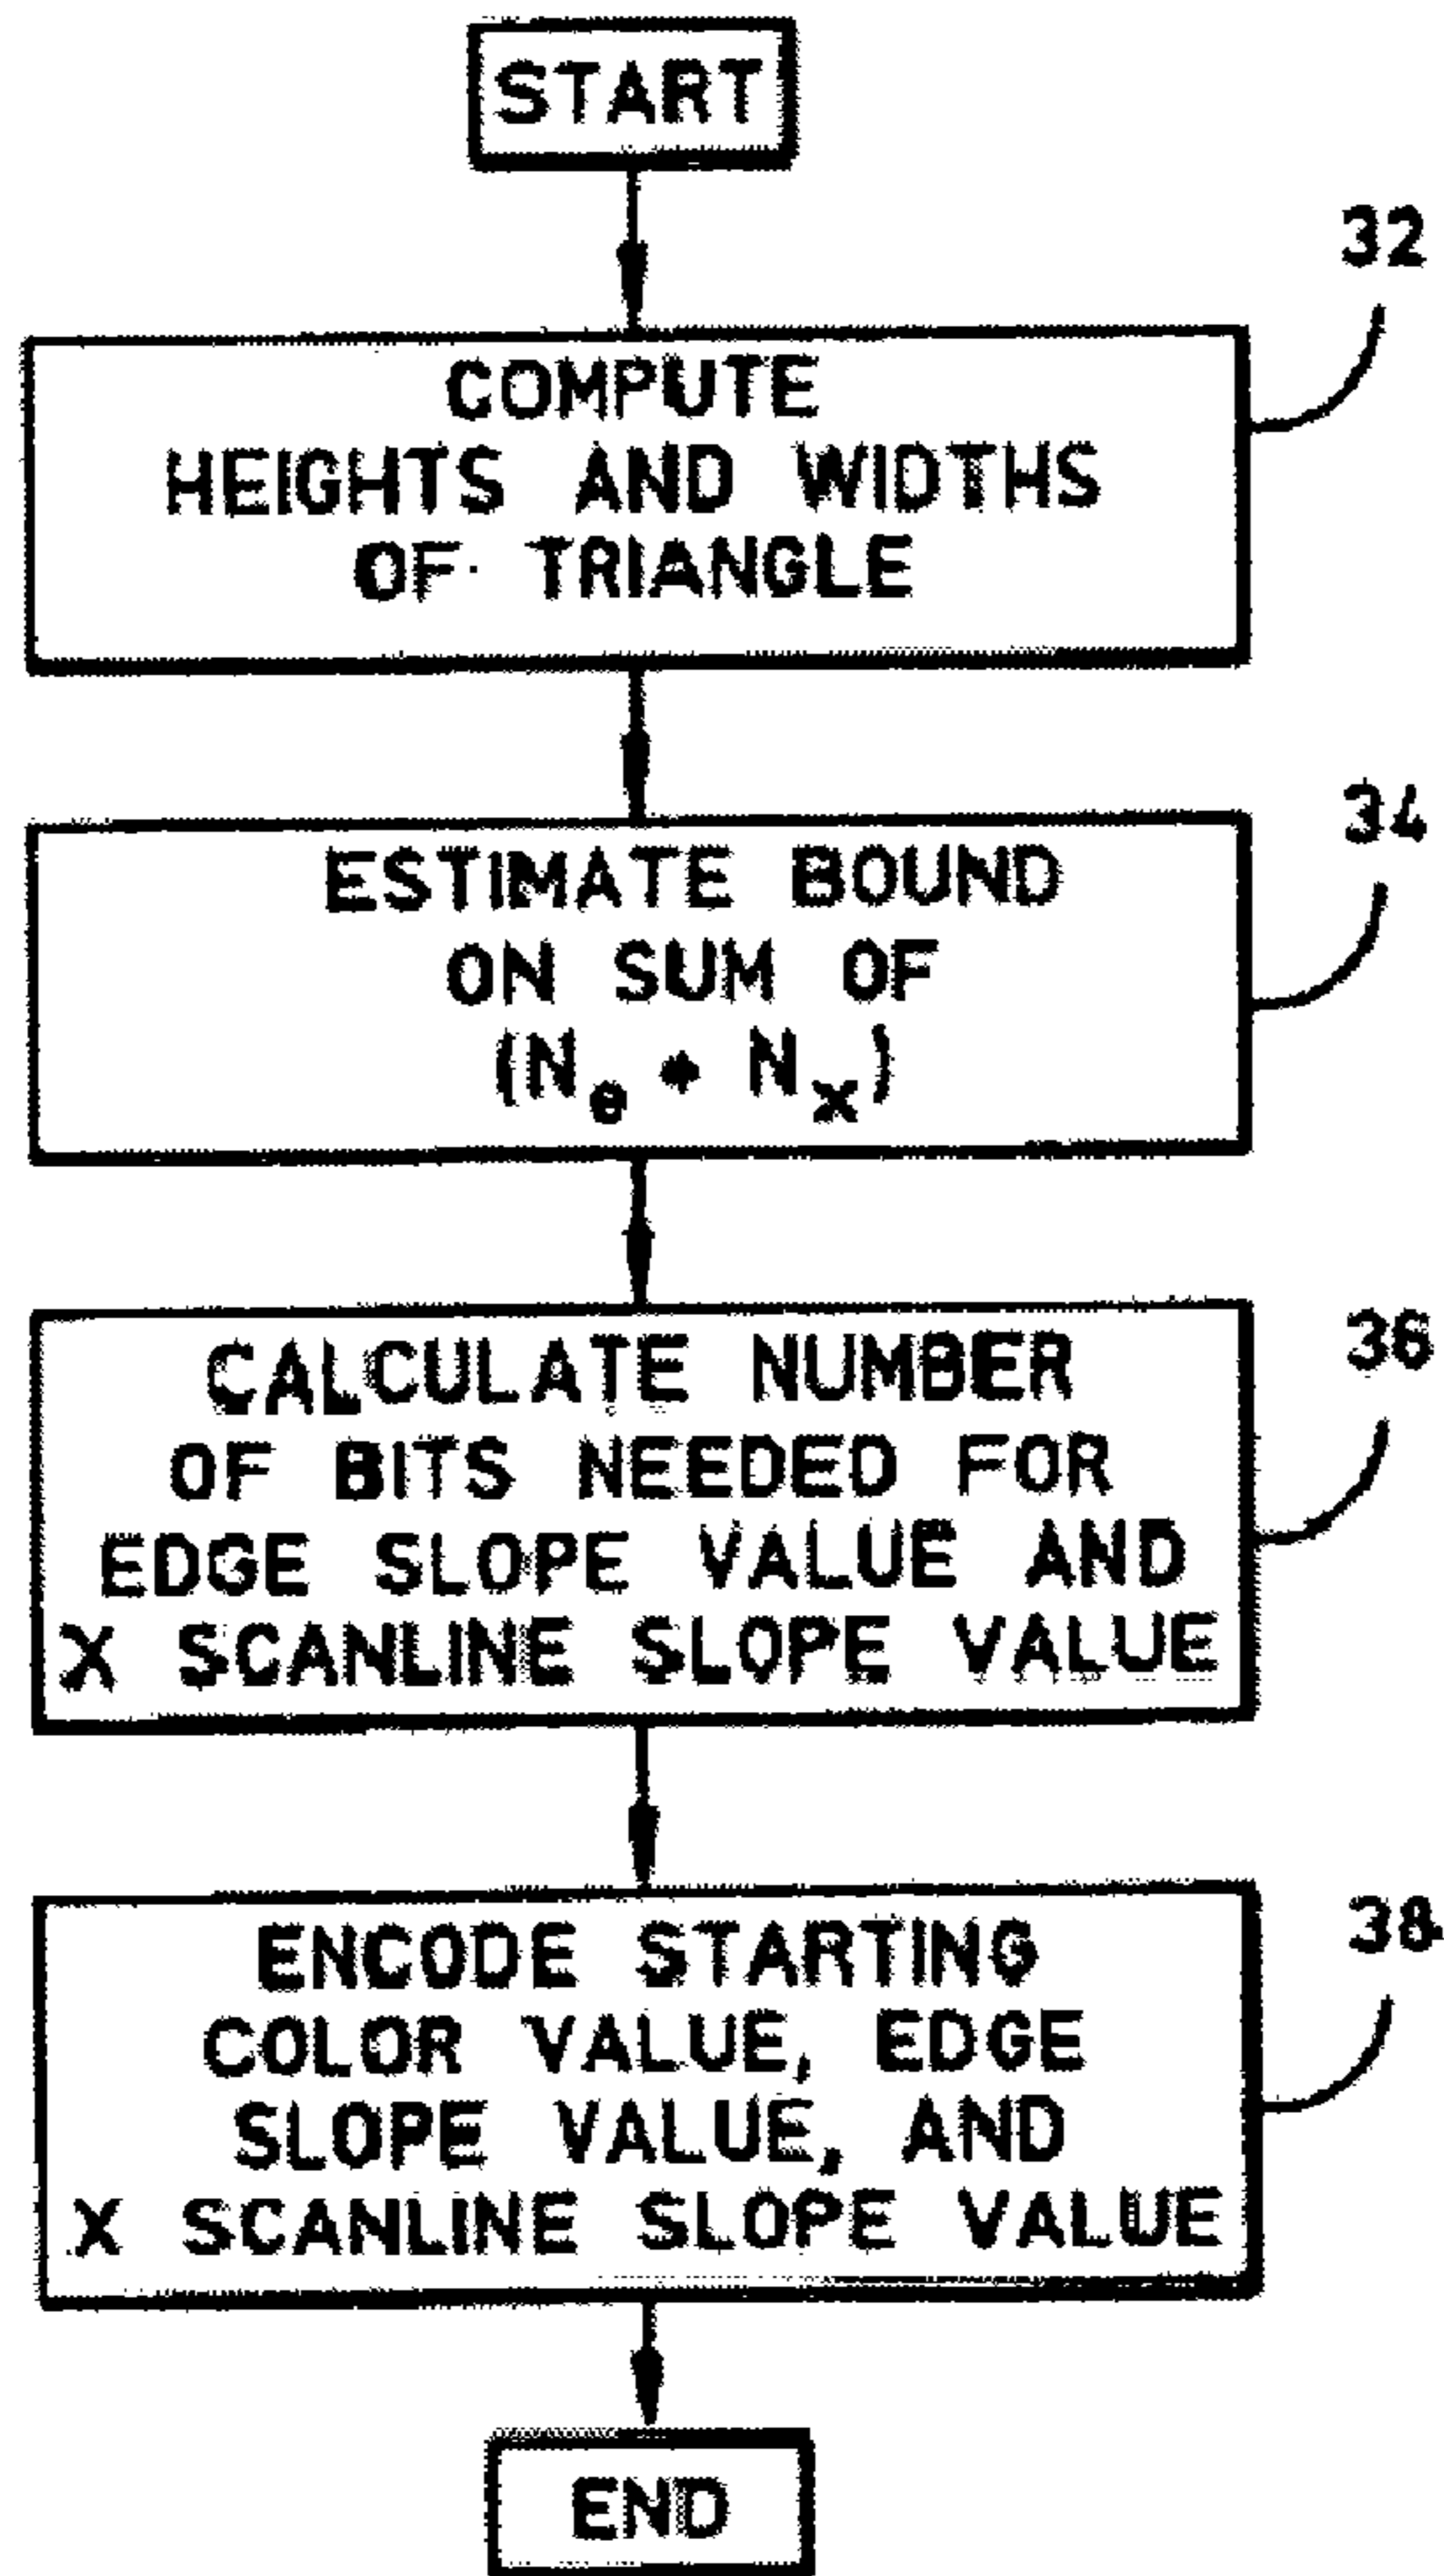 START
32
COMPUTE
HEIGHTS AND WIDTHS
OF TRIANGLE
34
ESTIMATE BOUND
ON SUM OF
(Ne + Nx)
36
CALCULATE NUMBER
OF BITS NEEDED FOR
EDGE SLOPE VALUE AND
X SCANLINE SLOPE VALUE
38
ENCODE STARTING
COLOR VALUE, EDGE
SLOPE VALUE, AND
X SCANLINE SLOPE VALUE
END